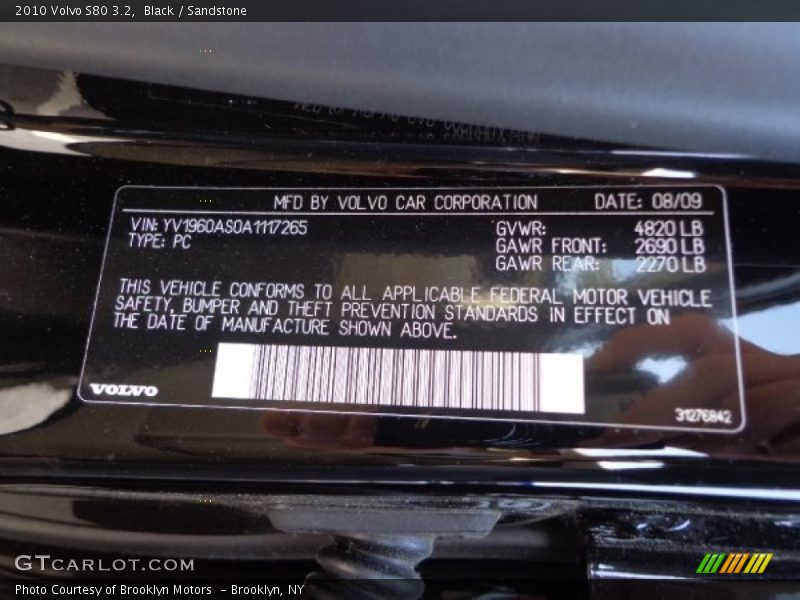 2010 Volvo S80 3.2, Black / Sandstone
MFD BY VOLVO CAR CORPORATION DATE: 08/09
VIN: YV1960AS0A1117265 GVWR: 4820 LB
TYPE: PC GAWR FRONT: 2690 LB
GAWR REAR: 2270 LB
THIS VEHICLE CONFORMS TO ALL APPLICABLE FEDERAL MOTOR VEHICLE
SAFETY, BUMPER AND THEFT PREVENTION STANDARDS IN EFFECT ON
THE DATE OF MANUFACTURE SHOWN ABOVE.
VOLVO 31276842
GTCARLOT.COM
Photo Courtesy of Brooklyn Motors - Brooklyn, NY